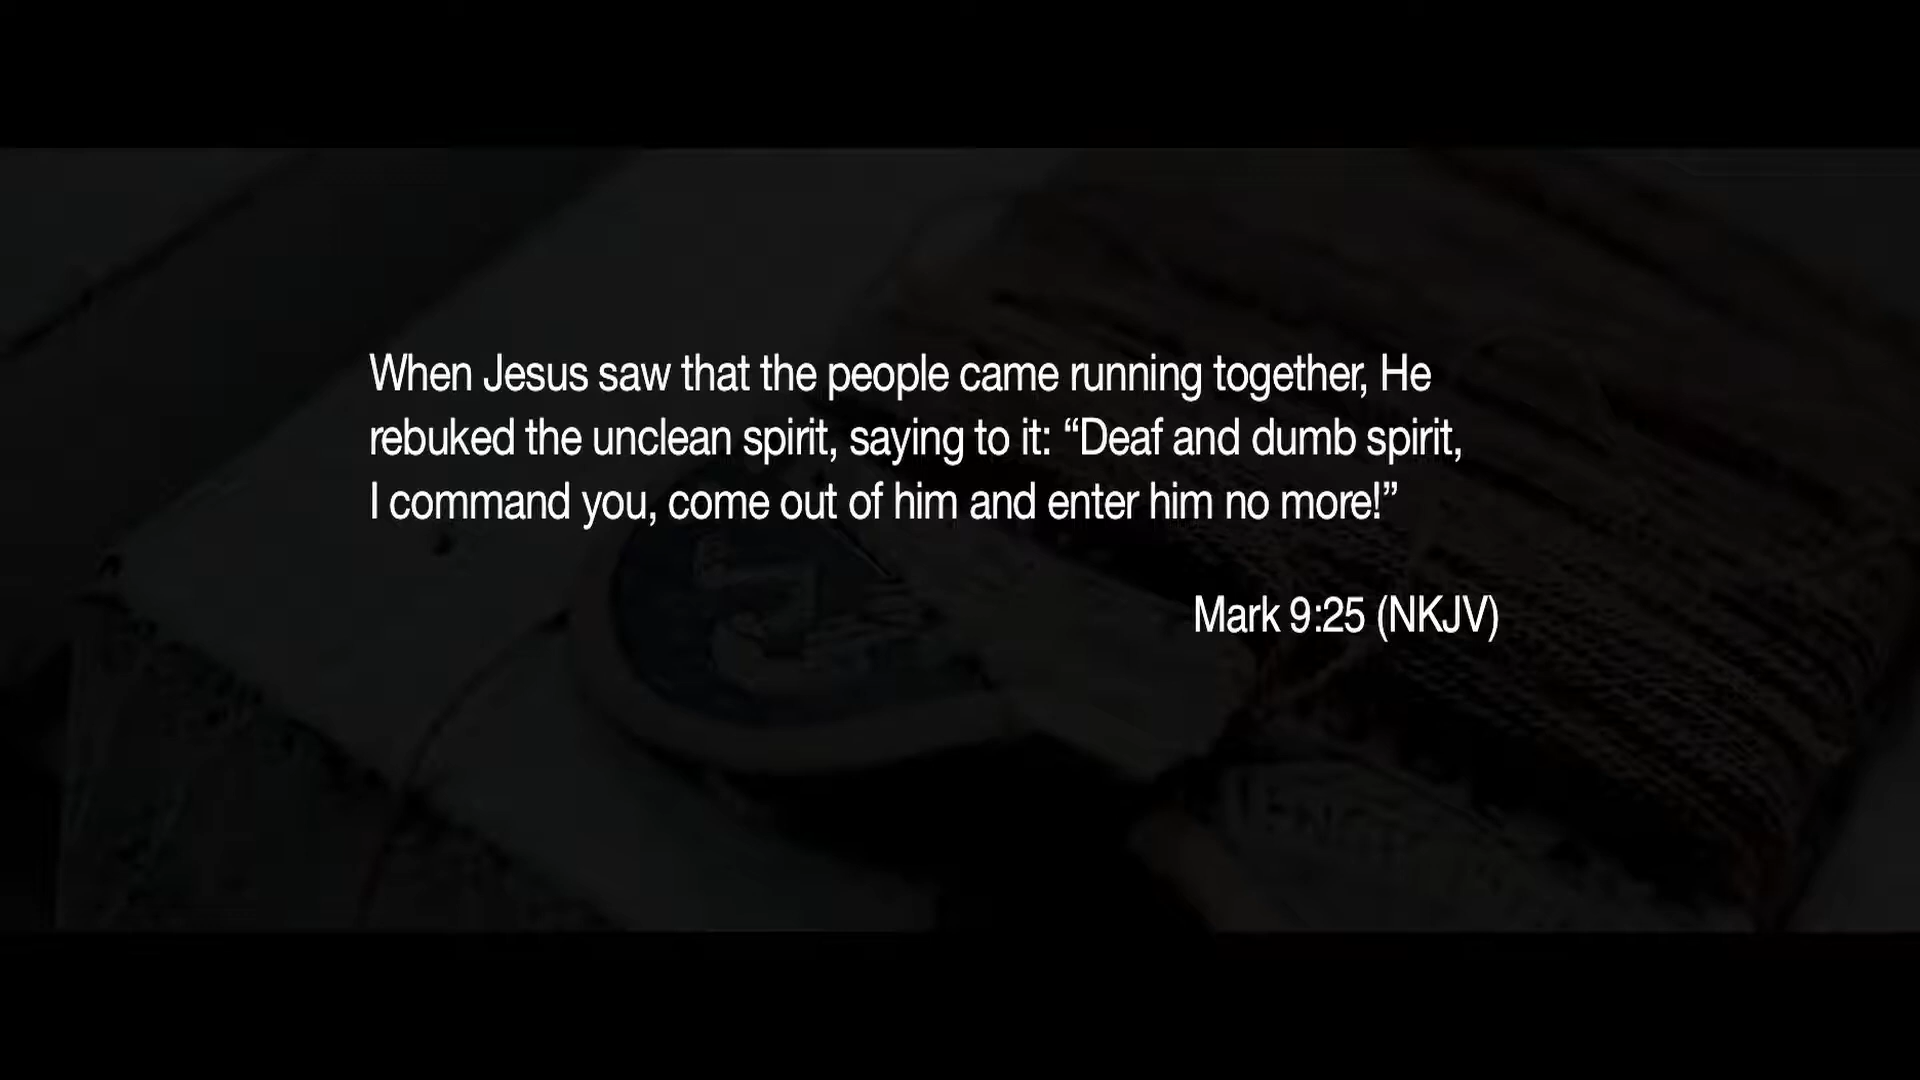 When Jesus saw that the people came running together, He
rebuked the unclean spirit, saying to it: “Deaf and dumb spirit,
I command you, come out of him and enter him no more!”
Mark 9:25 (NKJV)